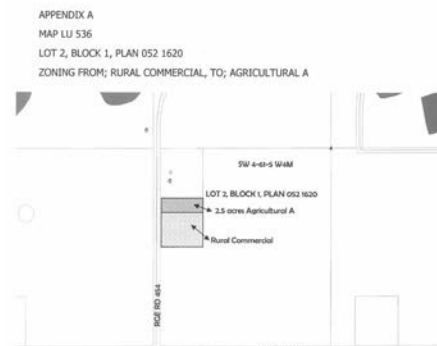 APPENDIX A
MAP LU 536
LOT 2, BLOCK 1, PLAN 052 1620
ZONING FROM; RURAL COMMERCIAL, TO; AGRICULTURAL A
SW 4-61-5 W4M
LOT 2, BLOCK 1, PLAN 052 1620
2.5 acres Agricultural A
Rural Commercial
RGE RD 454